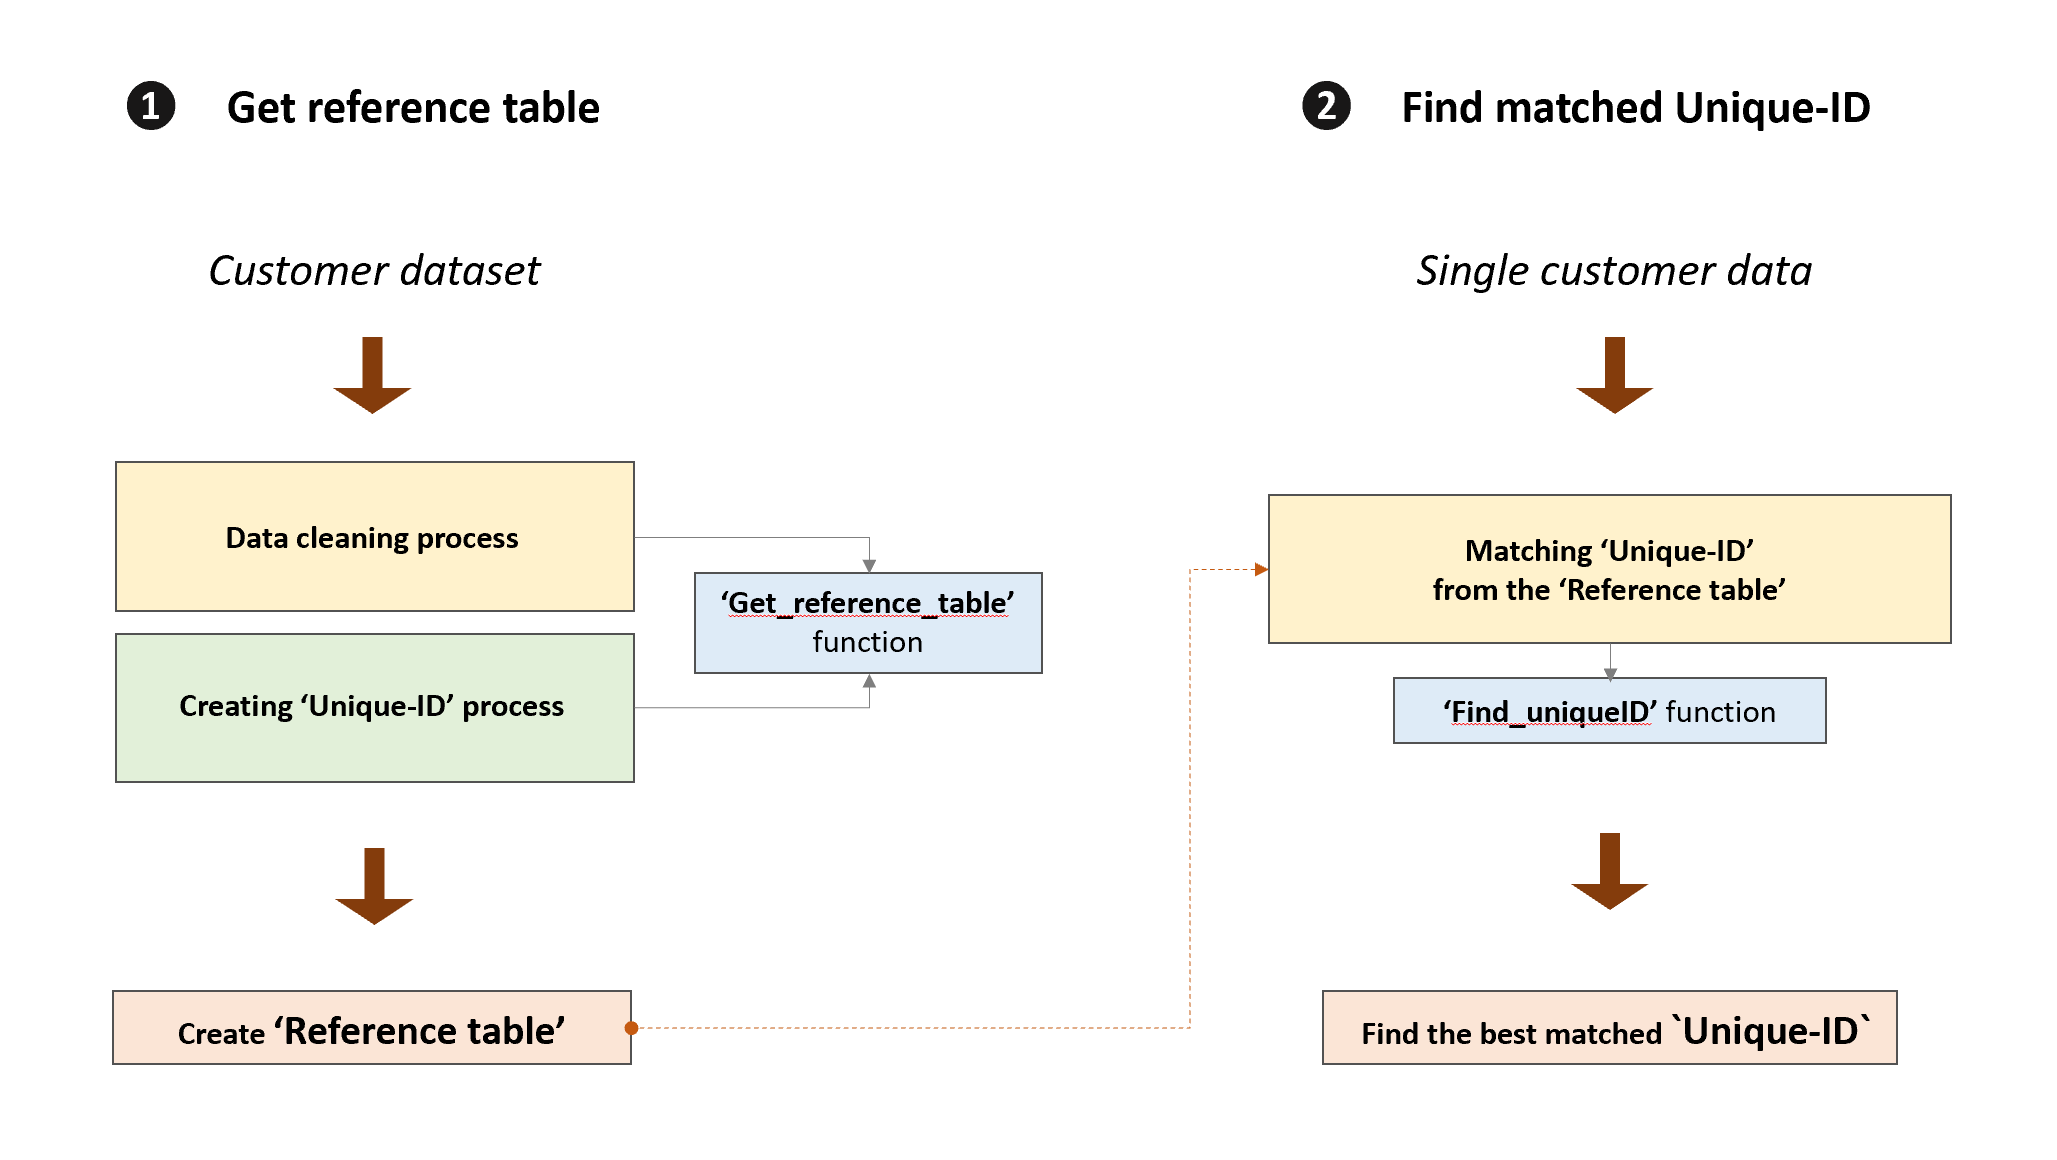 ❶ Get reference table
Customer dataset
Data cleaning process
Creating ‘Unique-ID’ process
‘Get_reference_table’
function
Create ‘Reference table’
❷ Find matched Unique-ID
Single customer data
Matching ‘Unique-ID’
from the ‘Reference table’
‘Find_uniqueID’ function
Find the best matched `Unique-ID`